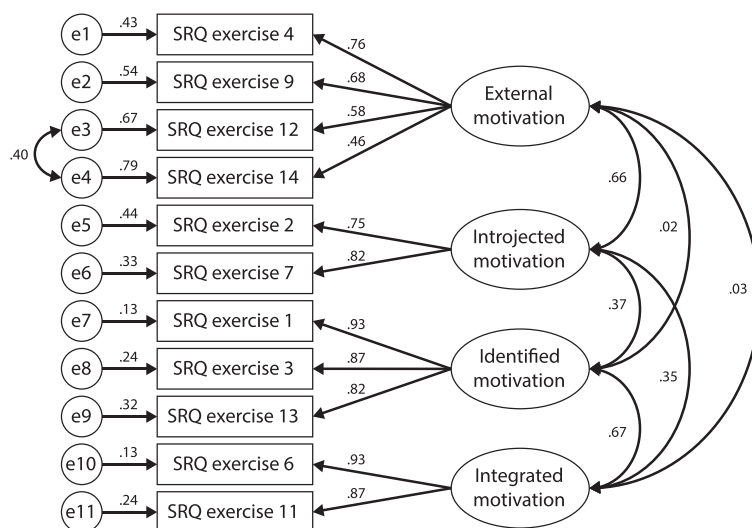 e1 .43 SRQ exercise 4
e2 .54 SRQ exercise 9
e3 .67 SRQ exercise 12
e4 .79 SRQ exercise 14
e5 .44 SRQ exercise 2
e6 .33 SRQ exercise 7
e7 .13 SRQ exercise 1
e8 .24 SRQ exercise 3
e9 .32 SRQ exercise 13
e10 .13 SRQ exercise 6
e11 .24 SRQ exercise 11
.40
.76
.68
.58
.46
.75
.82
.93
.87
.82
.93
.87
External
motivation
Introjected
motivation
Identified
motivation
Integrated
motivation
.66
.02
.03
.37
.35
.67